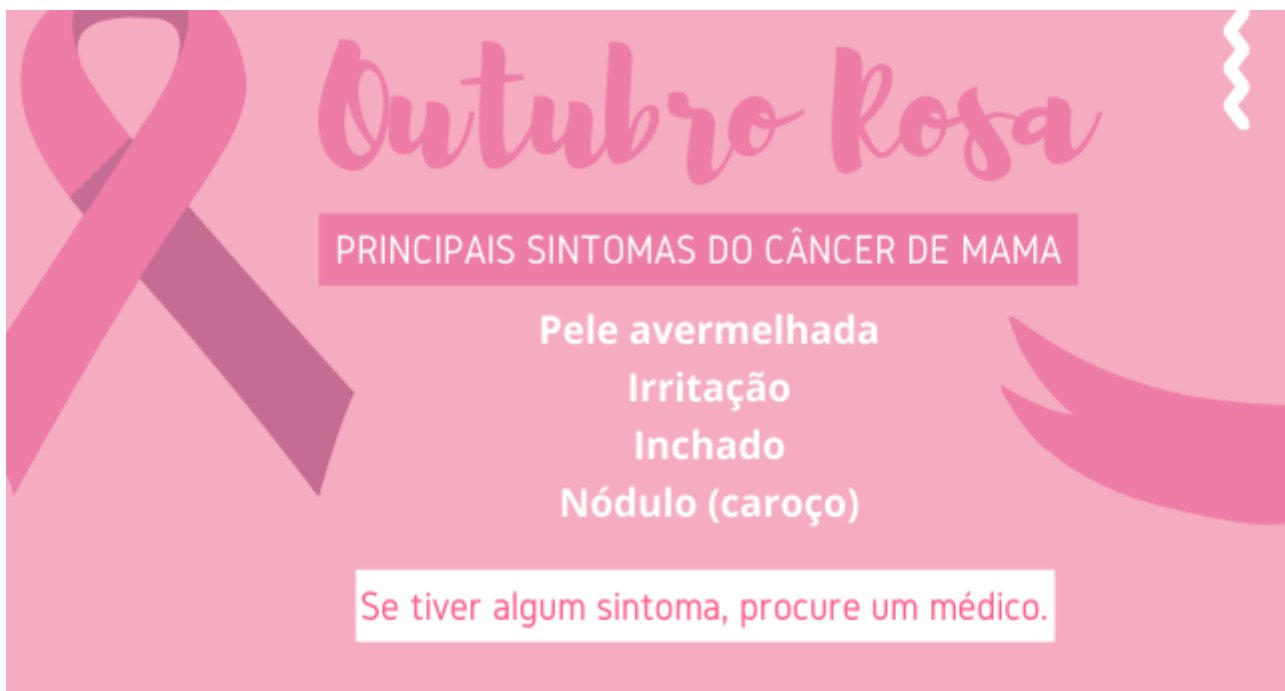 Outubro Rosa
PRINCIPAIS SINTOMAS DO CÂNCER DE MAMA
Pele avermelhada
Irritação
Inchado
Nódulo (caroço)
Se tiver algum sintoma, procure um médico.